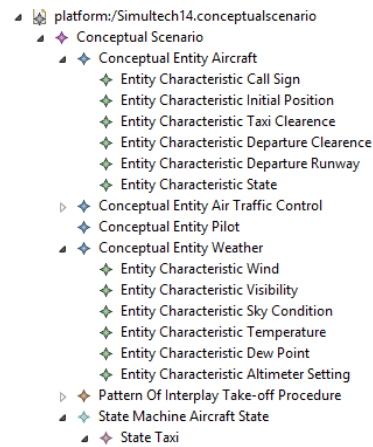 platform:/Simultech14.conceptualscenario
Conceptual Scenario
Conceptual Entity Aircraft
Entity Characteristic Call Sign
Entity Characteristic Initial Position
Entity Characteristic Taxi Clearence
Entity Characteristic Departure Clearence
Entity Characteristic Departure Runway
Entity Characteristic State
Conceptual Entity Air Traffic Control
Conceptual Entity Pilot
Conceptual Entity Weather
Entity Characteristic Wind
Entity Characteristic Visibility
Entity Characteristic Sky Condition
Entity Characteristic Temperature
Entity Characteristic Dew Point
Entity Characteristic Altimeter Setting
Pattern Of Interplay Take-off Procedure
State Machine Aircraft State
State Taxi